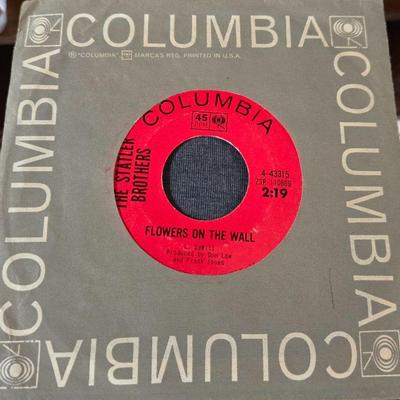 COLUMBIA
® "COLUMBIA", MARCAS REG. PRINTED IN U.S.A.
COLUMBIA
COLUMBIA
COLUMBIA
COLUMBIA
45
RPM
THE STATLER
BROTHERS
4-43315
2:19
FLOWERS ON THE WALL
Produced by Don Law
and Frank Jones